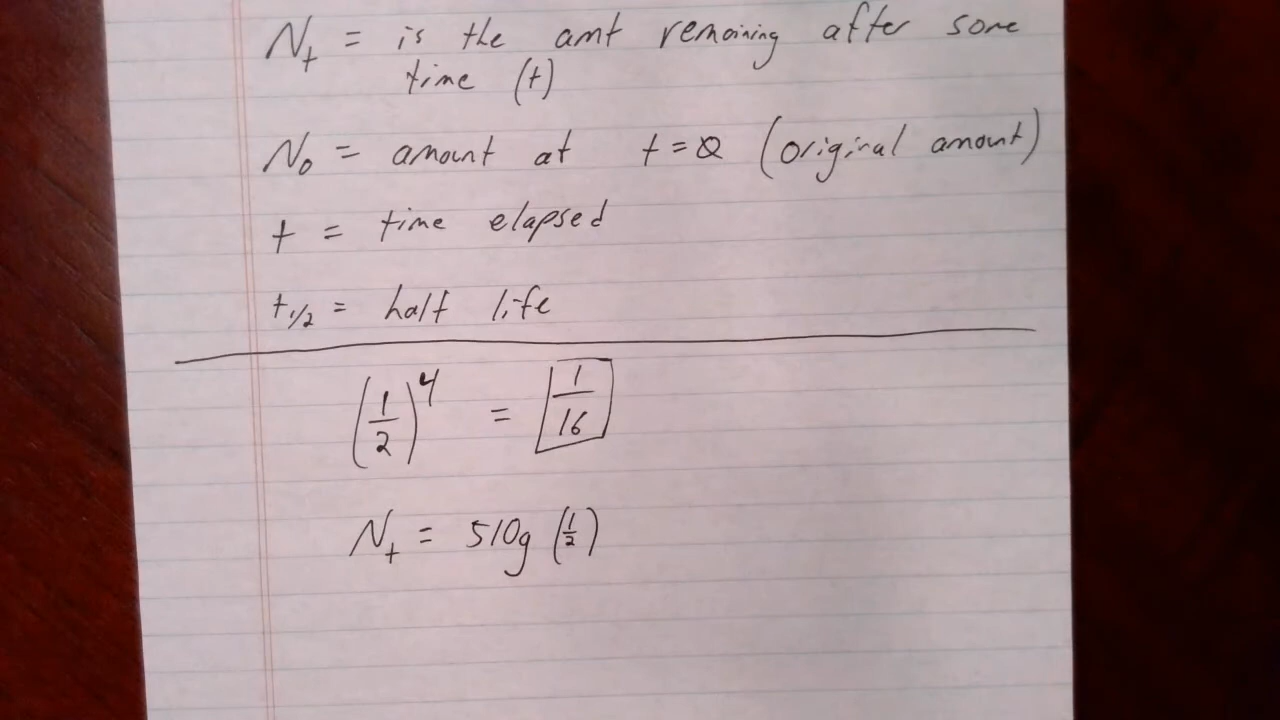 Nt = is the amt remaining after some
time (t)
N0 = amount at t=0 (original amount)
t = time elapsed
t1/2 = half life
(1/2)^4 = 1/16
Nt = 510g (1/2)